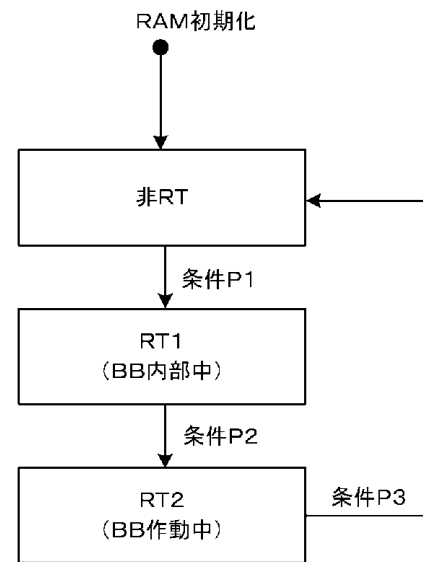 RAM初期化
非RT
条件P1
RT1
（BB内部中）
条件P2
RT2
（BB作動中）
条件P3